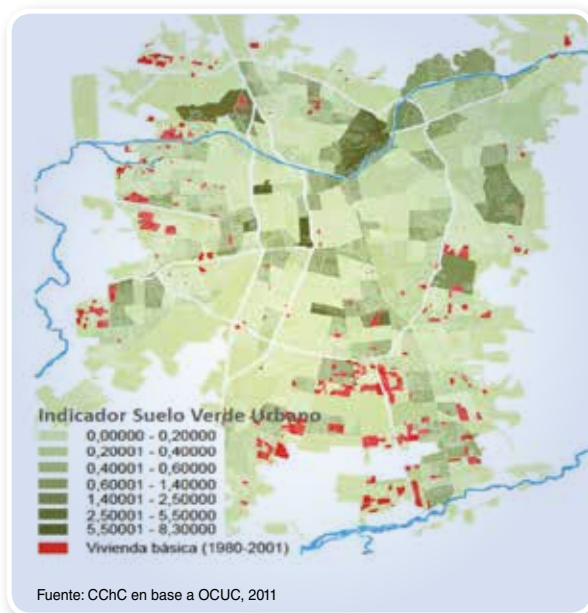 Indicador Suelo Verde Urbano
0,00000 - 0,20000
0,20001 - 0,40000
0,40001 - 0,60000
0,60001 - 1,40000
1,40001 - 2,50000
2,50001 - 5,50000
5,50001 - 8,30000
Vivienda básica (1980-2001)
Fuente: CChC en base a OCUC, 2011